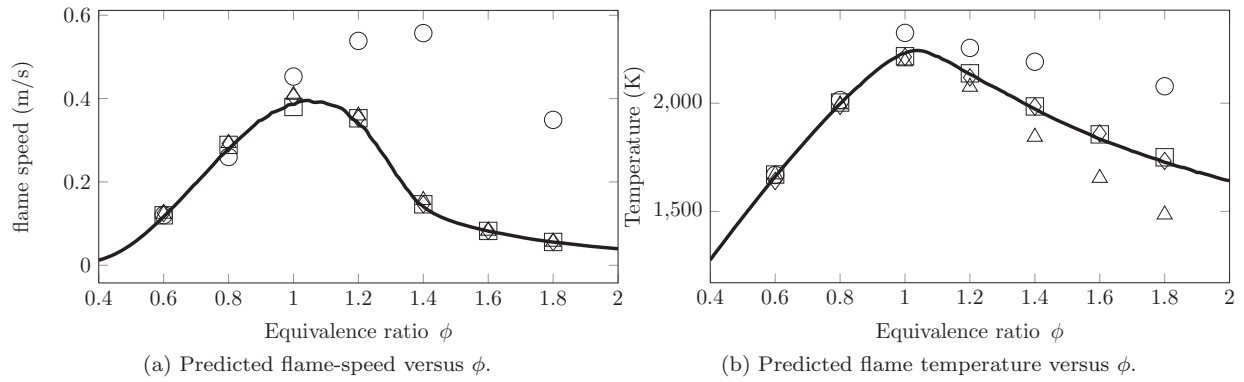 0.6
0.4
0.2
0
flame speed (m/s)
0.4 0.6 0.8 1 1.2 1.4 1.6 1.8 2
Equivalence ratio ϕ
(a) Predicted flame-speed versus ϕ.
2,000
1,500
Temperature (K)
0.4 0.6 0.8 1 1.2 1.4 1.6 1.8 2
Equivalence ratio ϕ
(b) Predicted flame temperature versus ϕ.